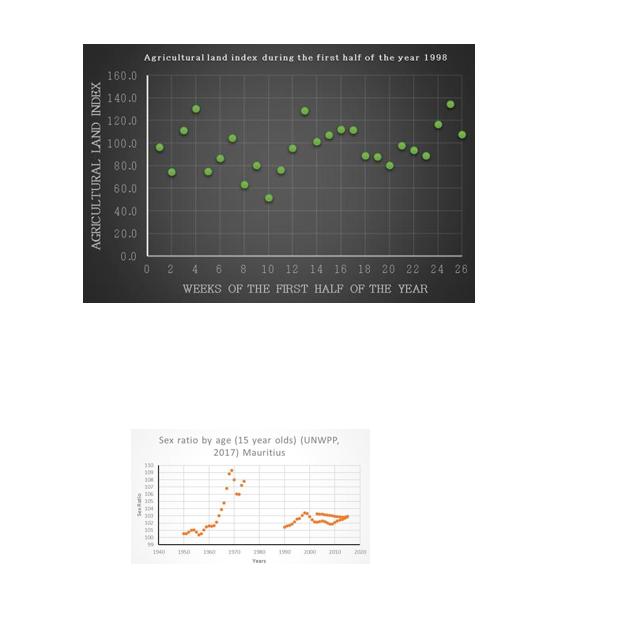 Agricultural land index during the first half of the year 1998
AGRICULTURAL LAND INDEX
160.0
140.0
120.0
100.0
80.0
60.0
40.0
20.0
0.0
0 2 4 6 8 10 12 14 16 18 20 22 24 26
WEEKS OF THE FIRST HALF OF THE YEAR
Sex ratio by age (15 year olds) (UNWPP,
2017) Mauritius
Sex Ratio
110
109
108
107
106
105
104
103
102
101
100
99
1940 1950 1960 1970 1980 1990 2000 2010 2020
Years